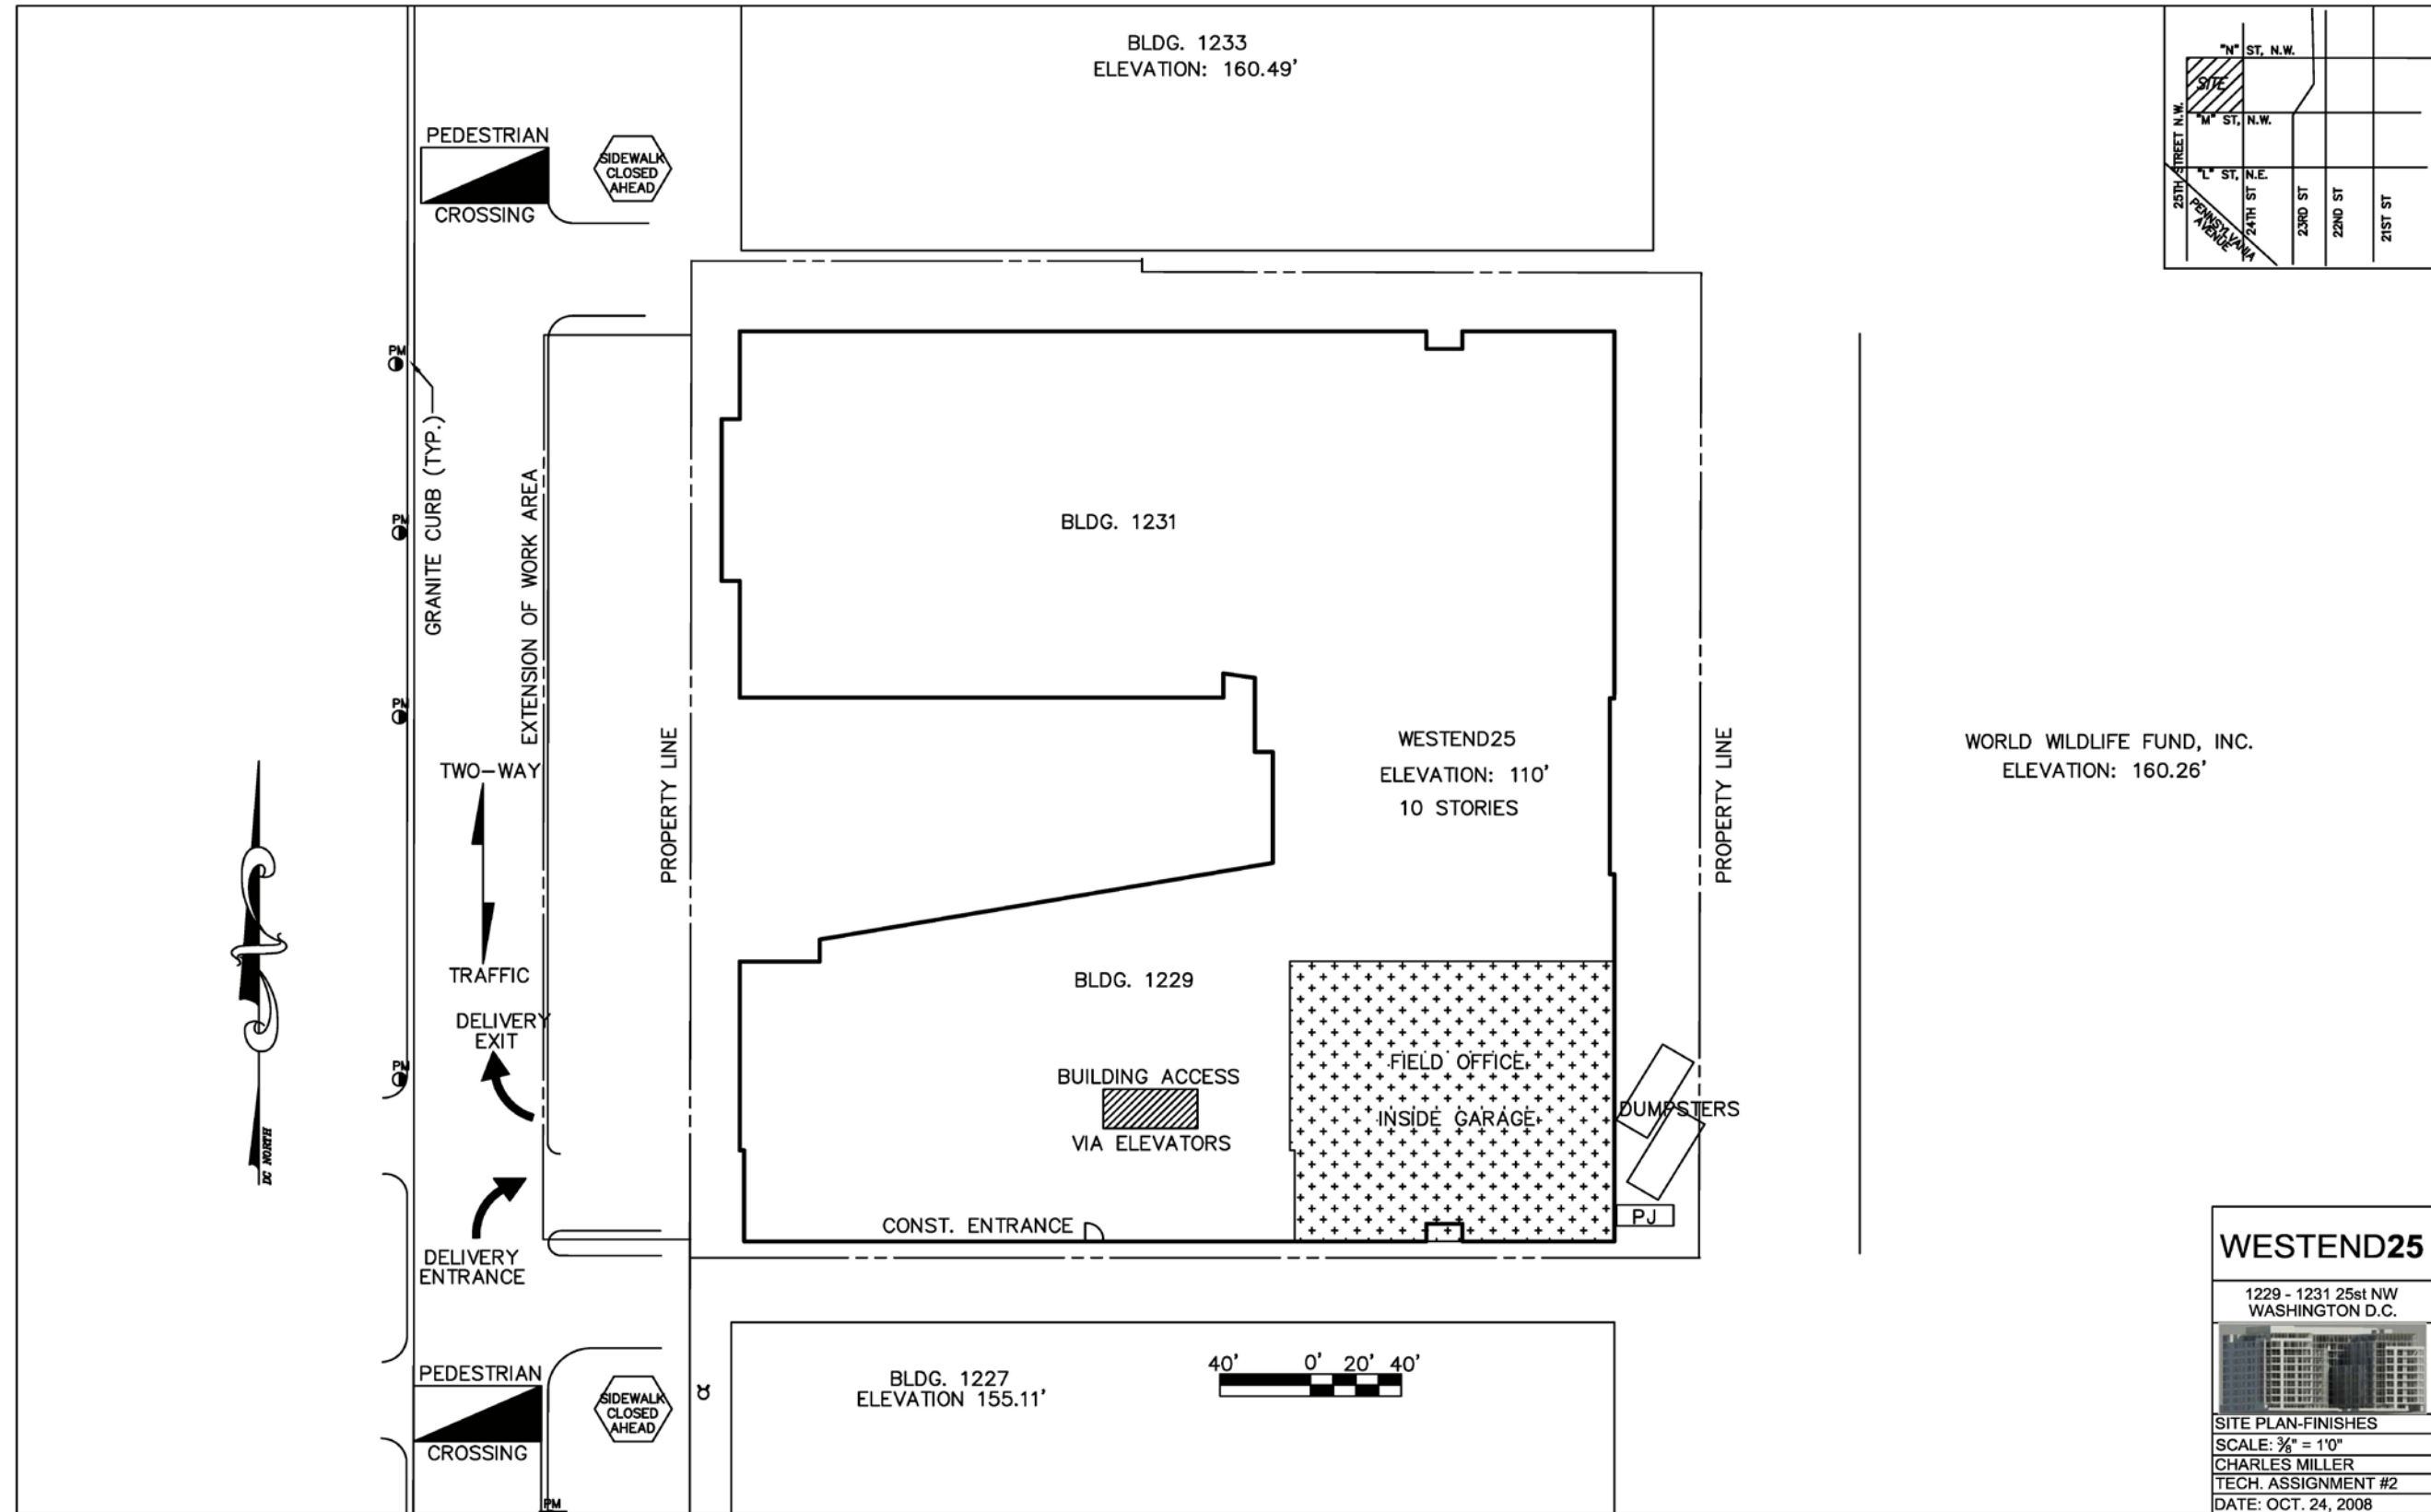 BLDG. 1233
ELEVATION: 160.49'
"N" ST, N.W.
SITE
"M" ST, N.W.
"L" ST, N.E.
25TH STREET N.W.
PENNSYLVANIA
AVENUE
24TH ST
23RD ST
22ND ST
21ST ST
PEDESTRIAN
CROSSING
SIDEWALK
CLOSED
AHEAD
PM
GRANITE CURB (TYP.)
PM
EXTENSION OF WORK AREA
BLDG. 1231
PM
PROPERTY LINE
WESTEND25
ELEVATION: 110'
10 STORIES
PROPERTY LINE
WORLD WILDLIFE FUND, INC.
ELEVATION: 160.26'
TWO-WAY
TRAFFIC
DC NORTH
BLDG. 1229
DELIVERY
EXIT
PM
BUILDING ACCESS
VIA ELEVATORS
FIELD OFFICE
INSIDE GARAGE
DUMPSTERS
PJ
CONST. ENTRANCE
DELIVERY
ENTRANCE
PEDESTRIAN
CROSSING
SIDEWALK
CLOSED
AHEAD
PM
BLDG. 1227
ELEVATION 155.11'
40' 0' 20' 40'
WESTEND25
1229 - 1231 25st NW
WASHINGTON D.C.
SITE PLAN-FINISHES
SCALE: ⅜" = 1'0"
CHARLES MILLER
TECH. ASSIGNMENT #2
DATE: OCT. 24, 2008